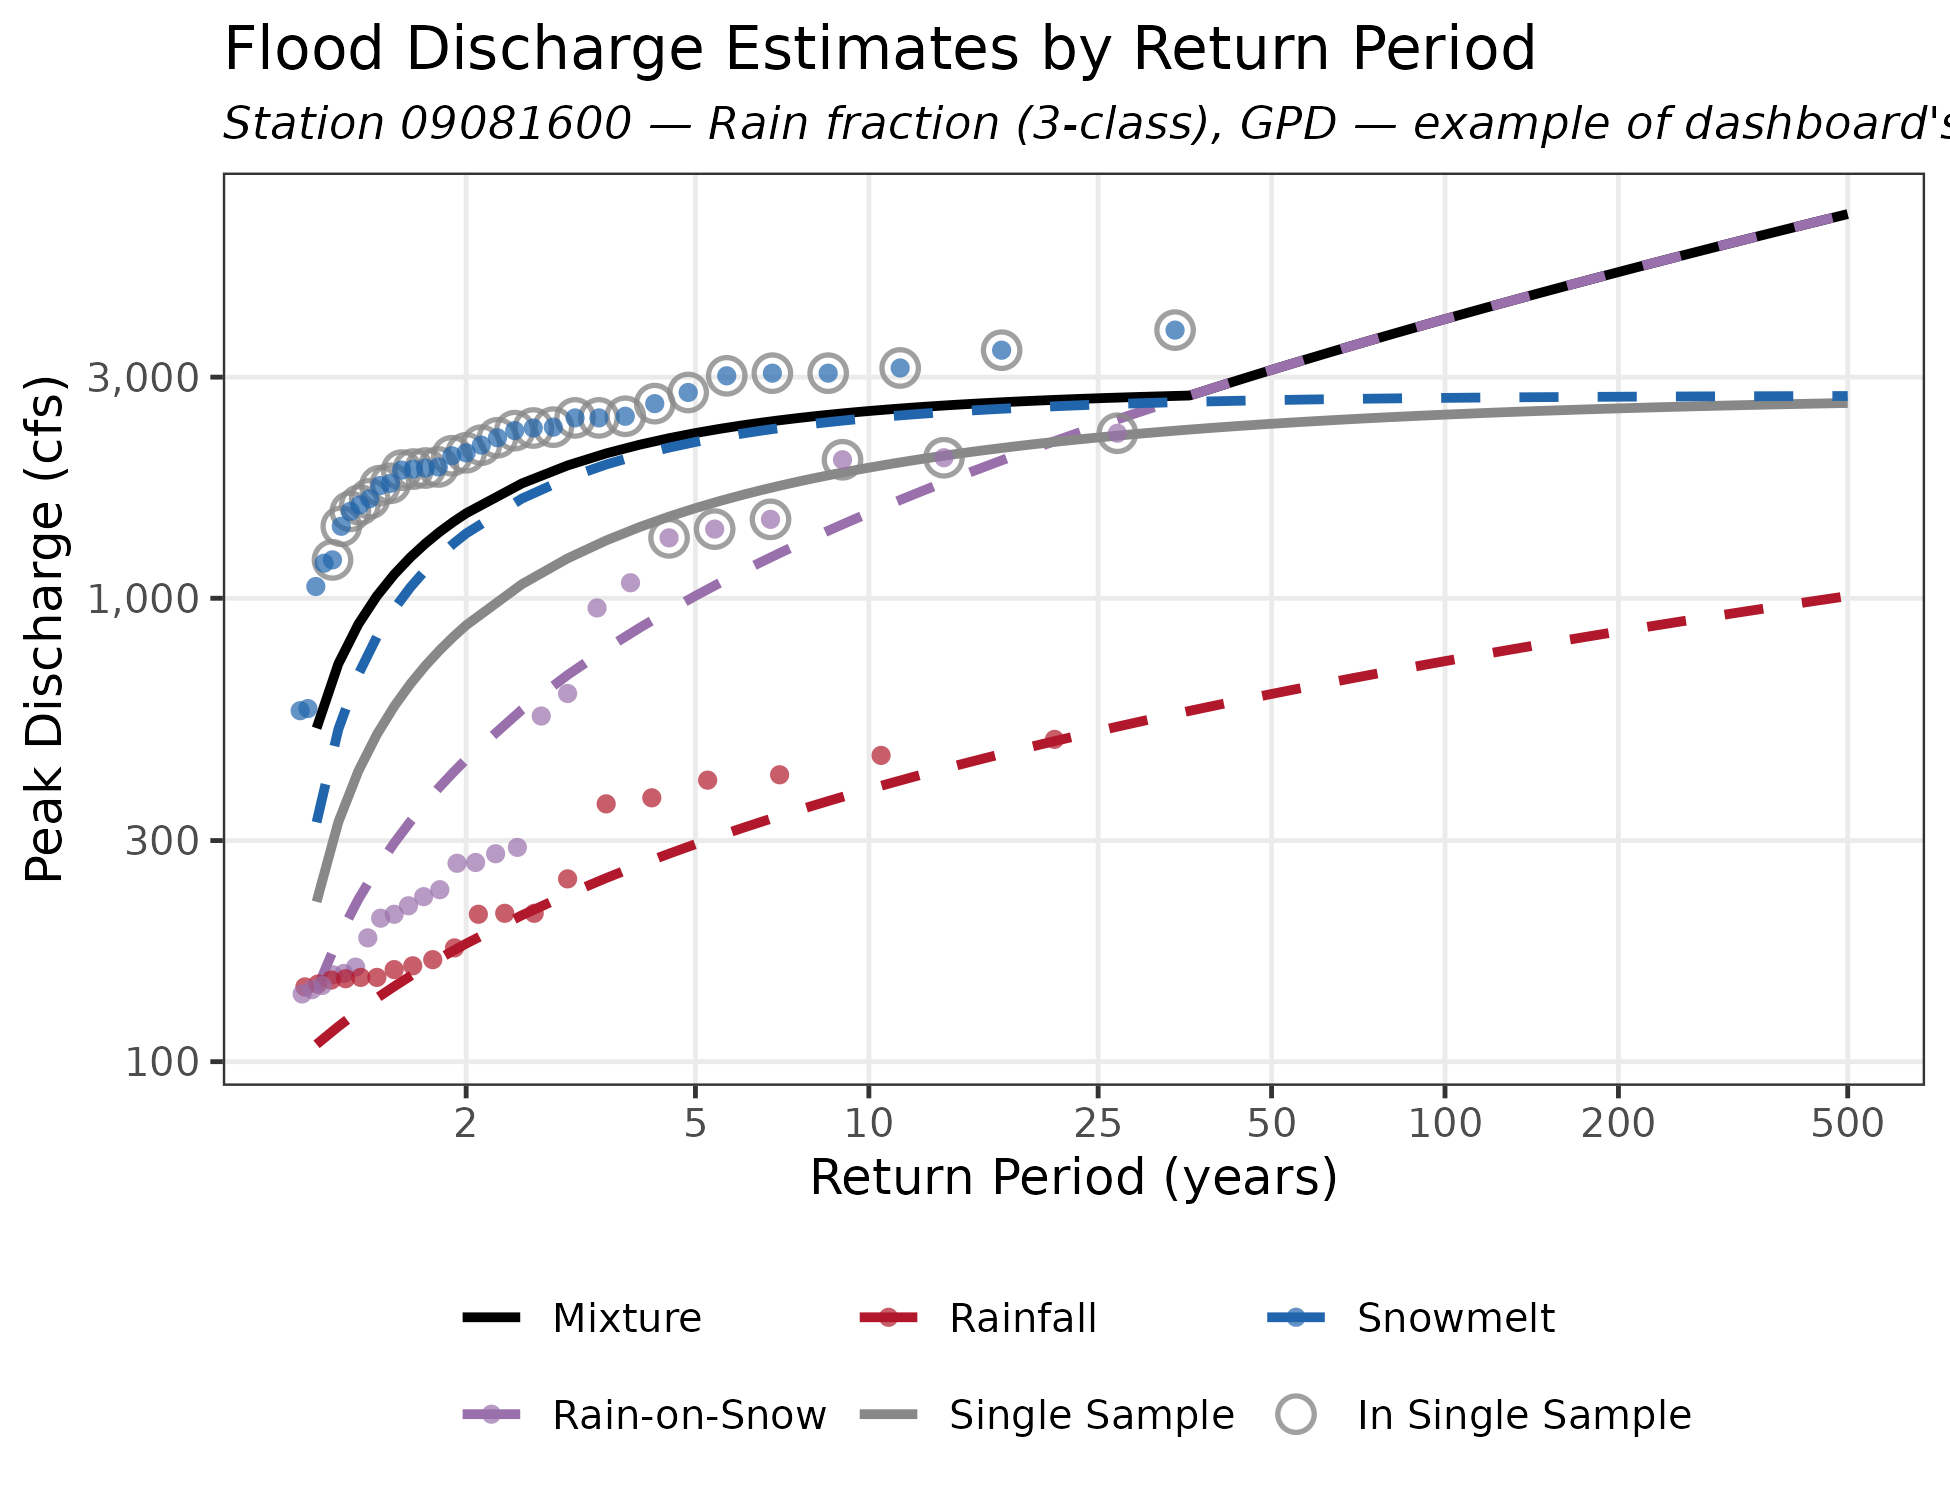 Flood Discharge Estimates by Return Period
Station 09081600 — Rain fraction (3-class), GPD — example of dashboard's
Peak Discharge (cfs)
3,000
1,000
300
100
2 5 10 25 50 100 200 500
Return Period (years)
Mixture Rainfall Snowmelt
Rain-on-Snow Single Sample In Single Sample